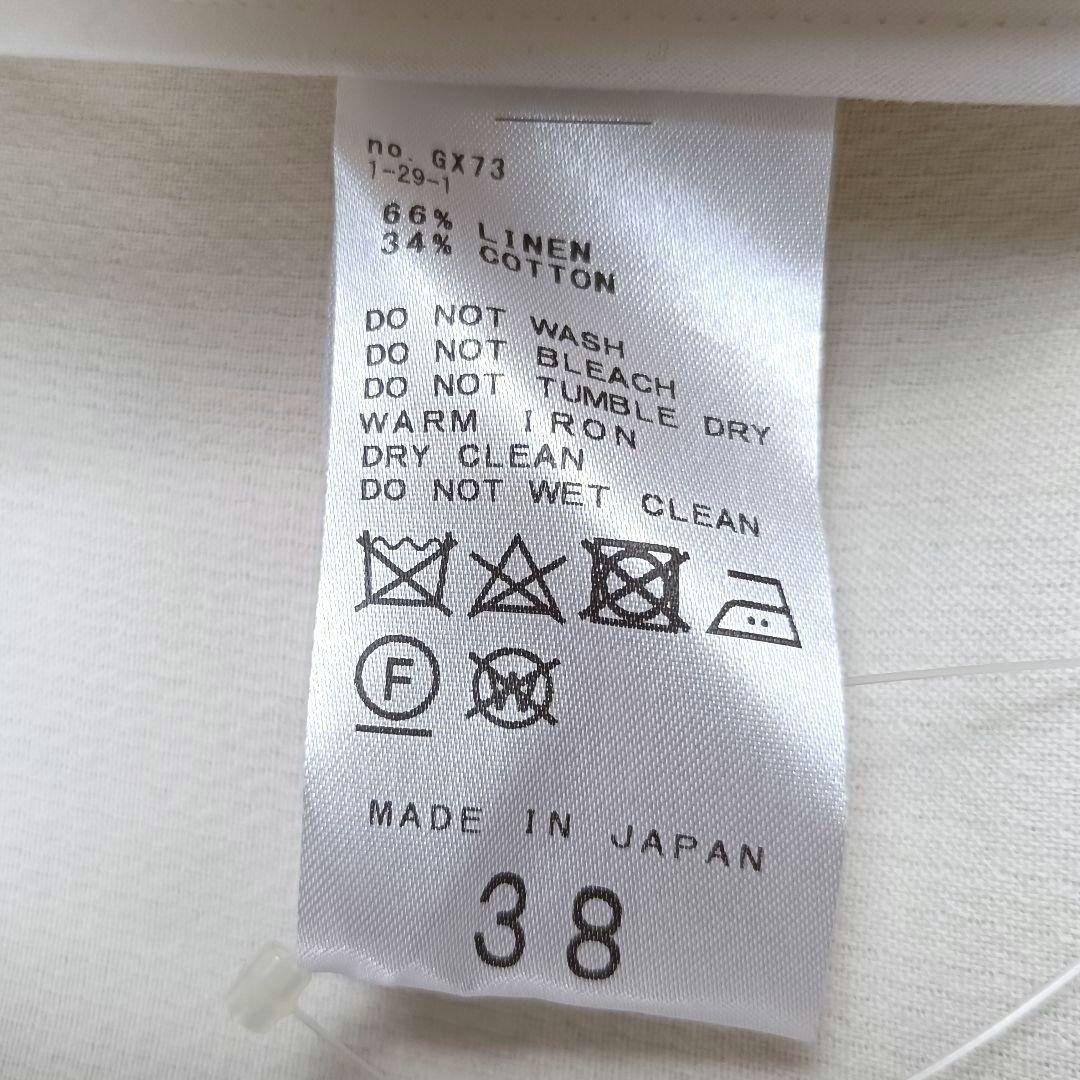 no. GX73
1-29-1
66% LINEN
34% COTTON
DO NOT WASH
DO NOT BLEACH
DO NOT TUMBLE DRY
WARM IRON
DRY CLEAN
DO NOT WET CLEAN
F W
MADE IN JAPAN
38